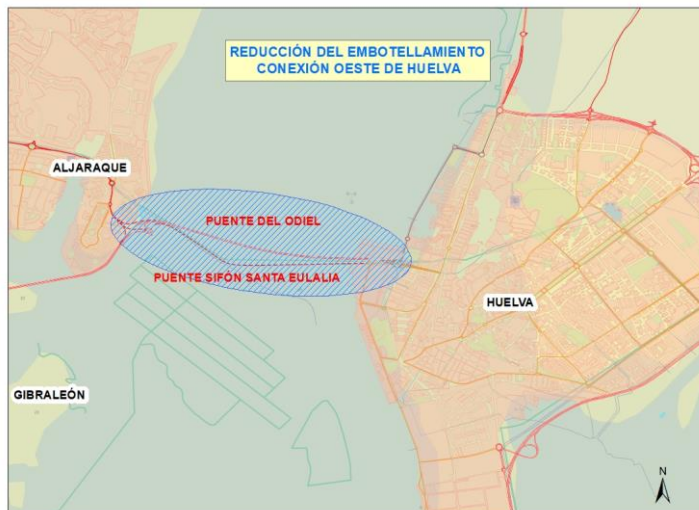 REDUCCIÓN DEL EMBOTELLAMIENTO
CONEXIÓN OESTE DE HUELVA
ALJARAQUE
PUENTE DEL ODIEL
PUENTE SIFÓN SANTA EULALIA
HUELVA
GIBRALEÓN
N